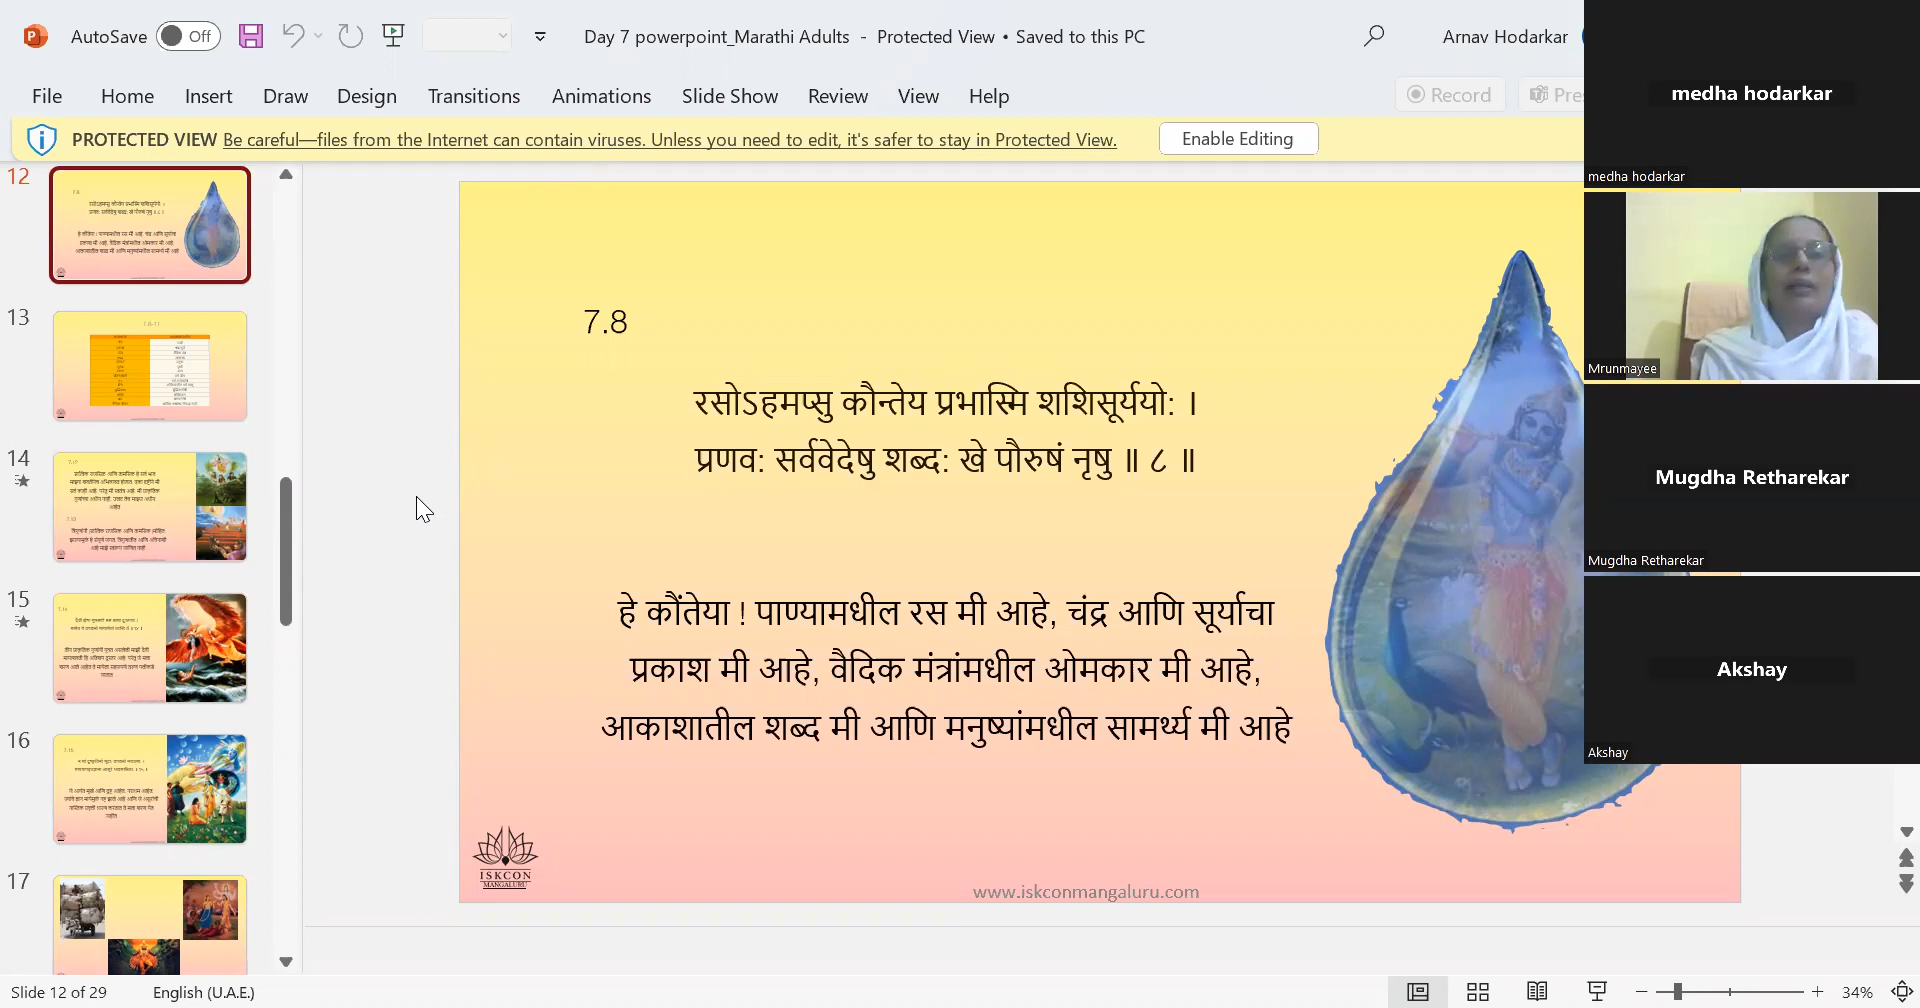 AutoSave Off
Day 7 powerpoint_Marathi Adults - Protected View • Saved to this PC
Arnav Hodarkar
File Home Insert Draw Design Transitions Animations Slide Show Review View Help
Record
PROTECTED VIEW Be careful—files from the Internet can contain viruses. Unless you need to edit, it's safer to stay in Protected View.
Enable Editing
12
13
14
15
16
17
7.8
रसोऽहमप्सु कौन्तेय प्रभास्मि शशिसूर्ययो: ।
प्रणव: सर्ववेदेषु शब्द: खे पौरुषं नृषु ॥ ८ ॥
हे कौंतेया ! पाण्यामधील रस मी आहे, चंद्र आणि सूर्याचा
प्रकाश मी आहे, वैदिक मंत्रांमधील ओमकार मी आहे,
आकाशातील शब्द मी आणि मनुष्यांमधील सामर्थ्य मी आहे
ISKCON
MANGALURU
www.iskconmangaluru.com
medha hodarkar
medha hodarkar
Mrunmayee
Mugdha Retharekar
Mugdha Retharekar
Akshay
Akshay
Slide 12 of 29
English (U.A.E.)
34%